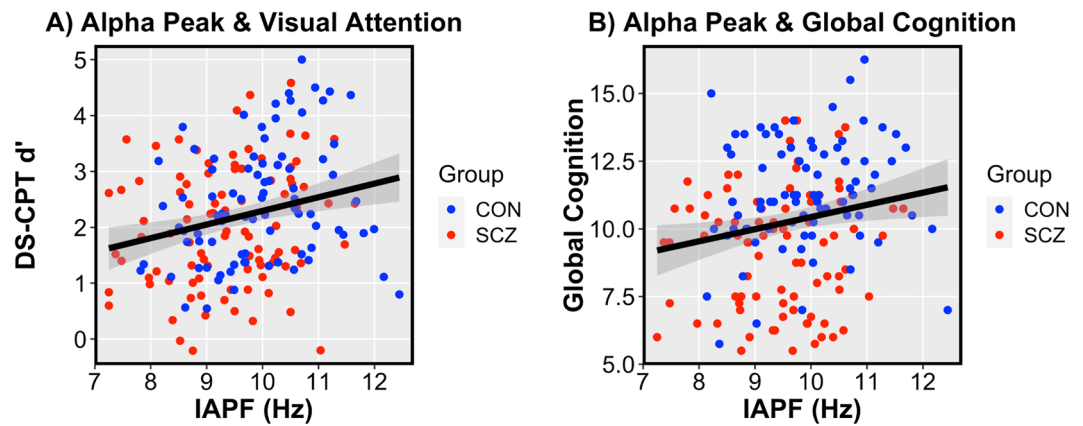 A) Alpha Peak & Visual Attention
5
4
3
2
1
0
DS-CPT d'
7 8 9 10 11 12
IAPF (Hz)
Group
CON
SCZ
B) Alpha Peak & Global Cognition
15.0
12.5
10.0
7.5
5.0
Global Cognition
7 8 9 10 11 12
IAPF (Hz)
Group
CON
SCZ